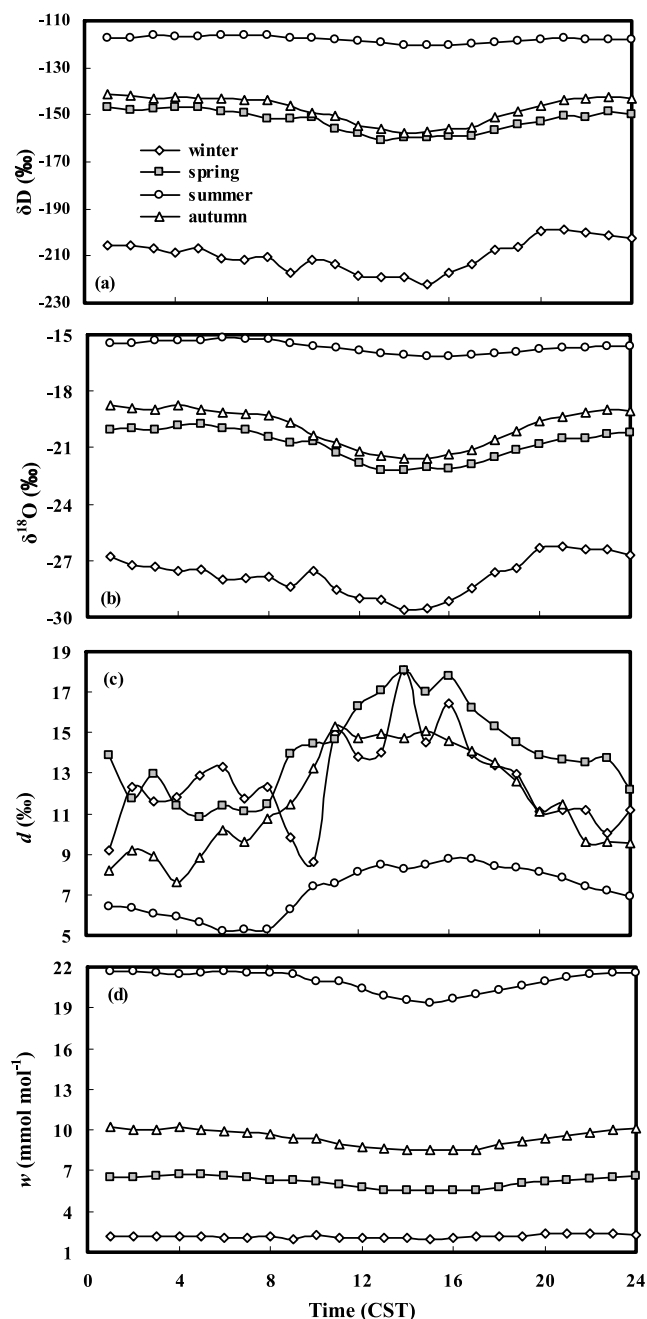 -110
-130
-150
-170
-190
-210
-230
δD (‰)
winter
spring
summer
autumn
(a)
-15
-18
-21
-24
-27
-30
δ¹⁸O (‰)
(b)
19
17
15
13
11
9
7
5
d (‰)
(c)
22
19
16
13
10
7
4
1
w (mmol mol⁻¹)
(d)
0 4 8 12 16 20 24
Time (CST)